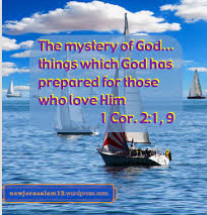 The mystery of God...
things which God has
prepared for those
who love Him
1 Cor. 2:1, 9
newjerusalem12.wordpress.com